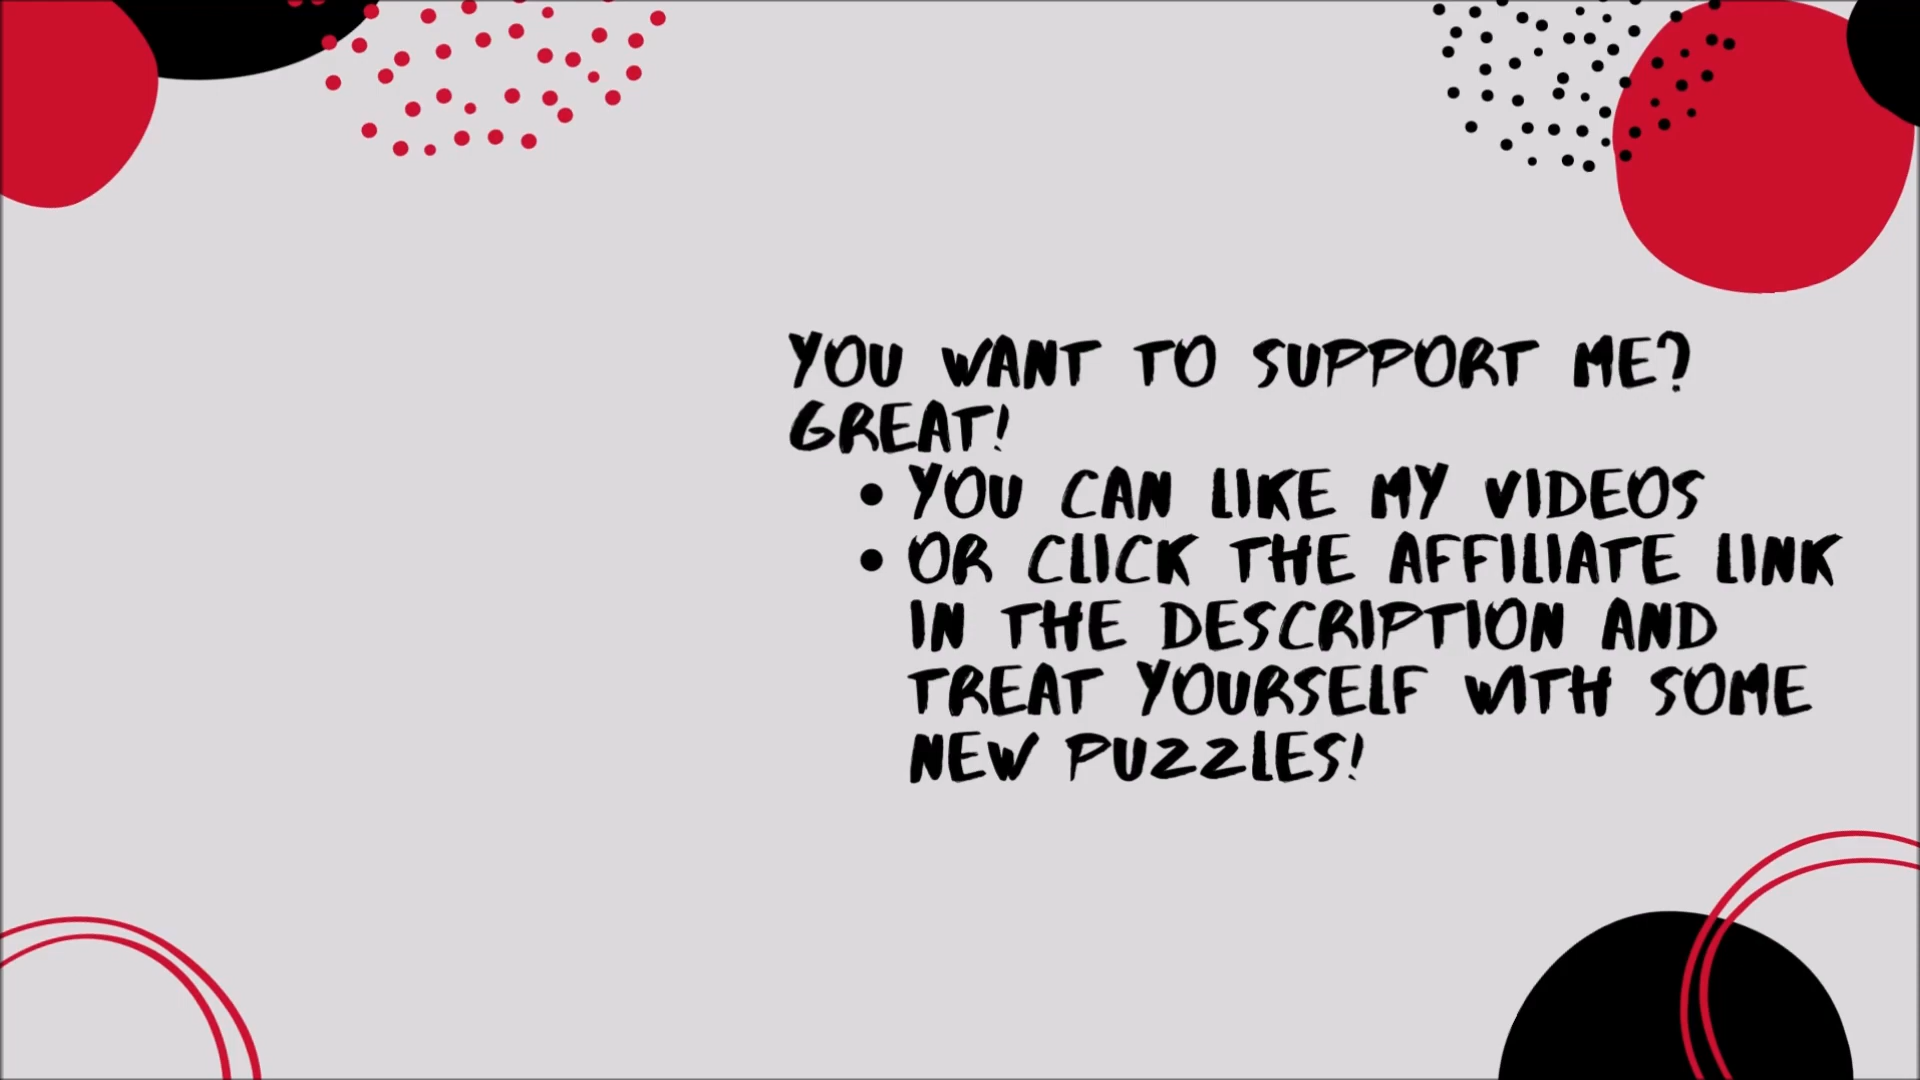 YOU WANT TO SUPPORT ME?
GREAT!
• YOU CAN LIKE MY VIDEOS
• OR CLICK THE AFFILIATE LINK
IN THE DESCRIPTION AND
TREAT YOURSELF WITH SOME
NEW PUZZLES!